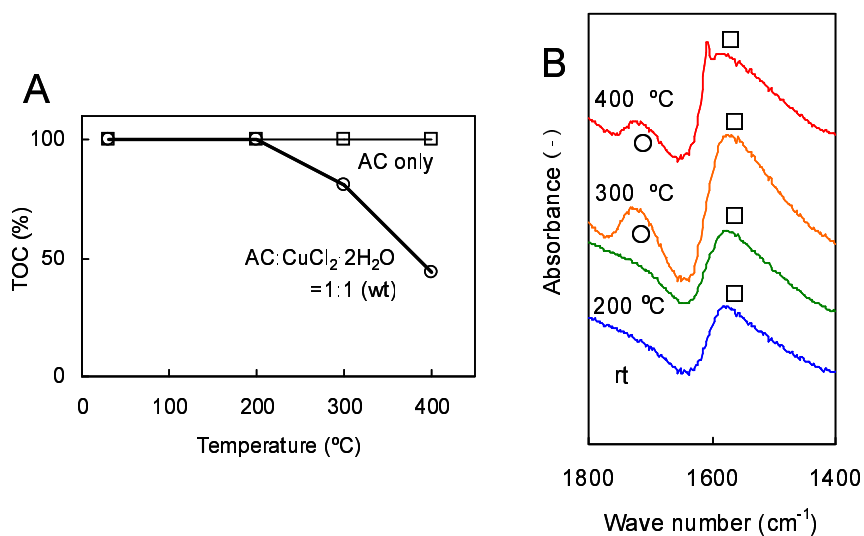 A
TOC (%)
100
50
0
0
100
200
300
400
AC only
AC:CuCl₂·2H₂O
=1:1 (wt)
Temperature (ºC)
B
Absorbance (-)
400 ºC
300 ºC
200 ºC
rt
1800
1600
1400
Wave number (cm⁻¹)